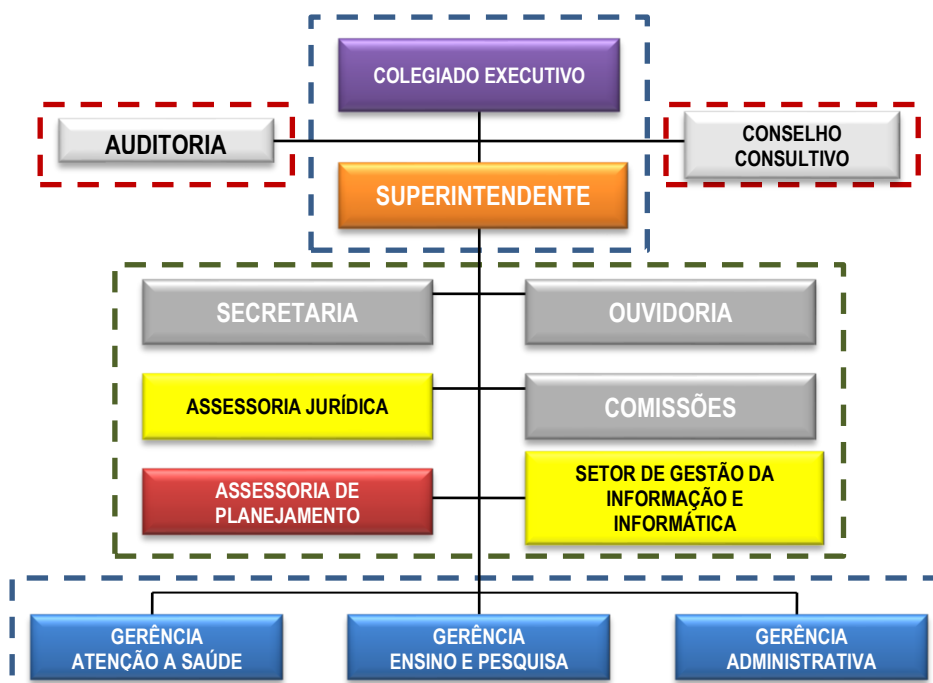 COLEGIADO EXECUTIVO
AUDITORIA
CONSELHO
CONSULTIVO
SUPERINTENDENTE
SECRETARIA
OUVIDORIA
ASSESSORIA JURÍDICA
COMISSÕES
ASSESSORIA DE
PLANEJAMENTO
SETOR DE GESTÃO DA
INFORMAÇÃO E
INFORMÁTICA
GERÊNCIA
ATENÇÃO A SAÚDE
GERÊNCIA
ENSINO E PESQUISA
GERÊNCIA
ADMINISTRATIVA